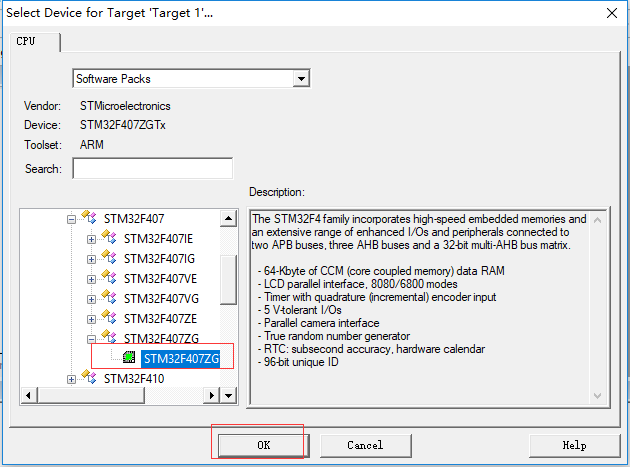 Select Device for Target 'Target 1'...
CPU
Software Packs
Vendor: STMicroelectronics
Device: STM32F407ZGTx
Toolset: ARM
Search:
Description:
STM32F407
STM32F407IE
STM32F407IG
STM32F407VE
STM32F407VG
STM32F407ZE
STM32F407ZG
STM32F407ZG
STM32F410
The STM32F4 family incorporates high-speed embedded memories and
an extensive range of enhanced I/Os and peripherals connected to
two APB buses, three AHB buses and a 32-bit multi-AHB bus matrix.
- 64-Kbyte of CCM (core coupled memory) data RAM
- LCD parallel interface, 8080/6800 modes
- Timer with quadrature (incremental) encoder input
- 5 V-tolerant I/Os
- Parallel camera interface
- True random number generator
- RTC: subsecond accuracy, hardware calendar
- 96-bit unique ID
OK
Cancel
Help